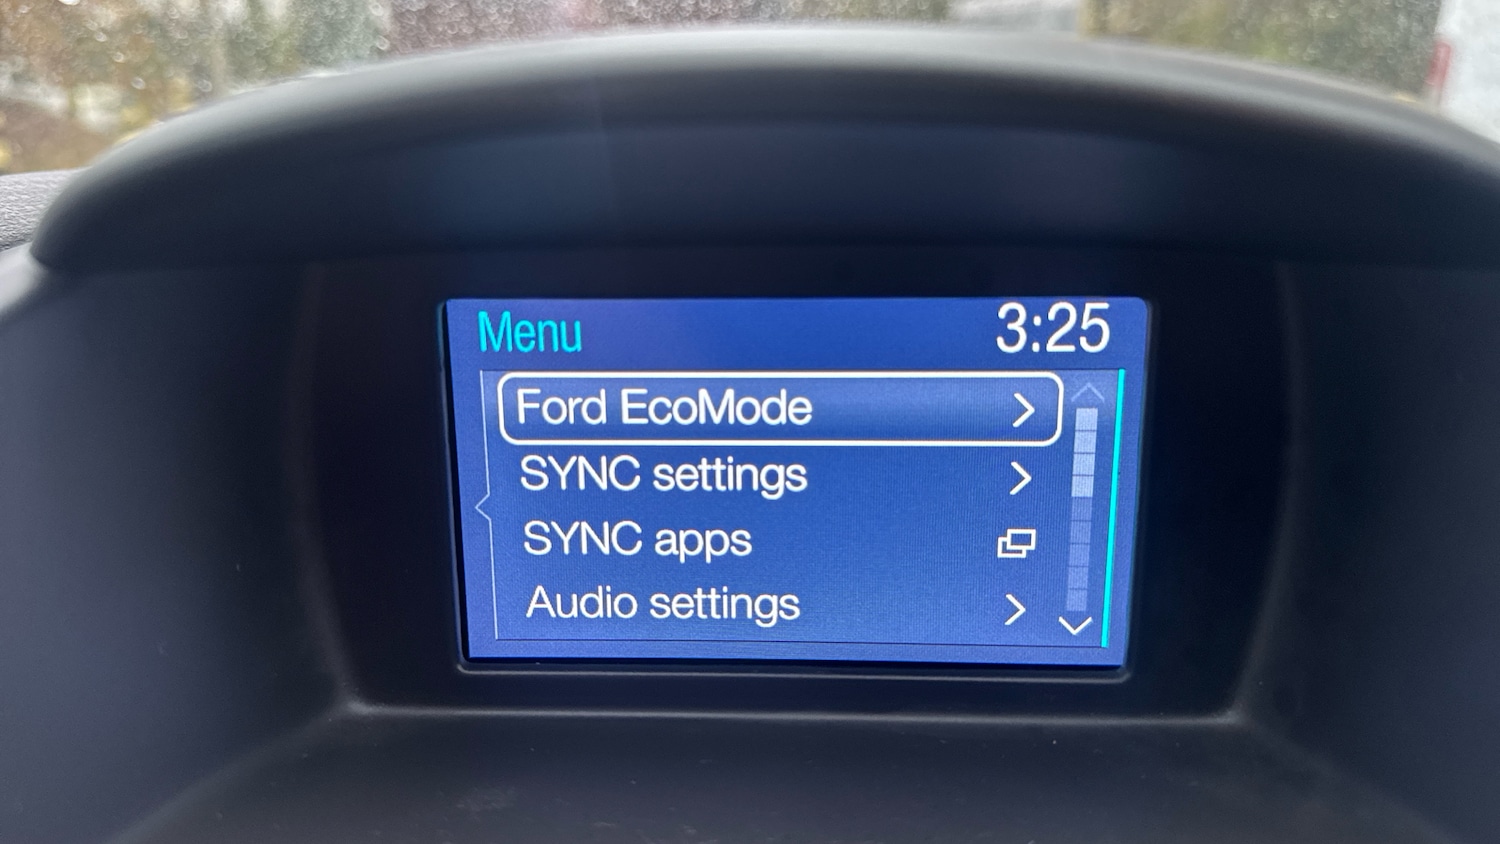 Menu 3:25
Ford EcoMode
SYNC settings
SYNC apps
Audio settings